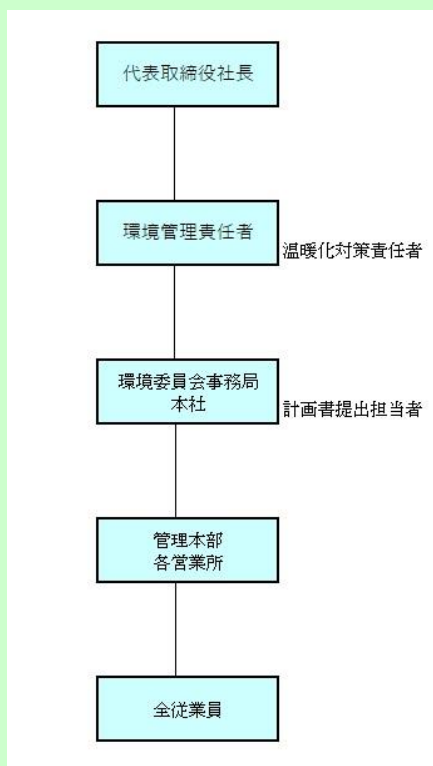 代表取締役社長
環境管理責任者
温暖化対策責任者
環境委員会事務局
本社
計画書提出担当者
管理本部
各営業所
全従業員